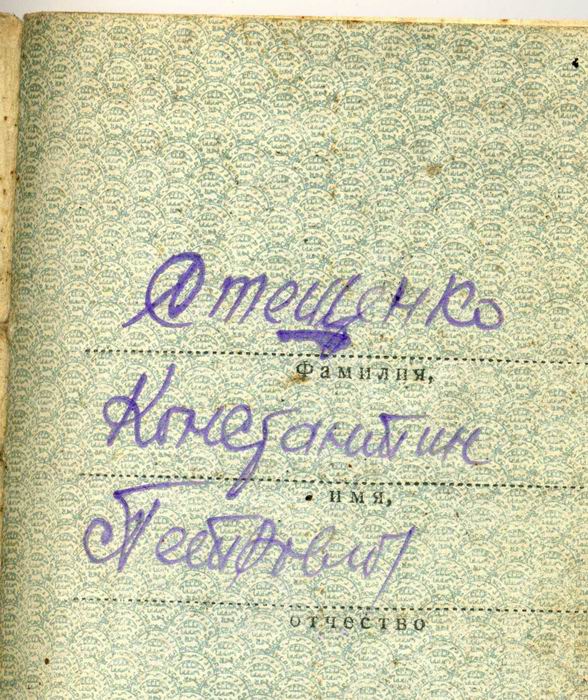 Фамилия,
Константин
имя,
Петрович
отчество